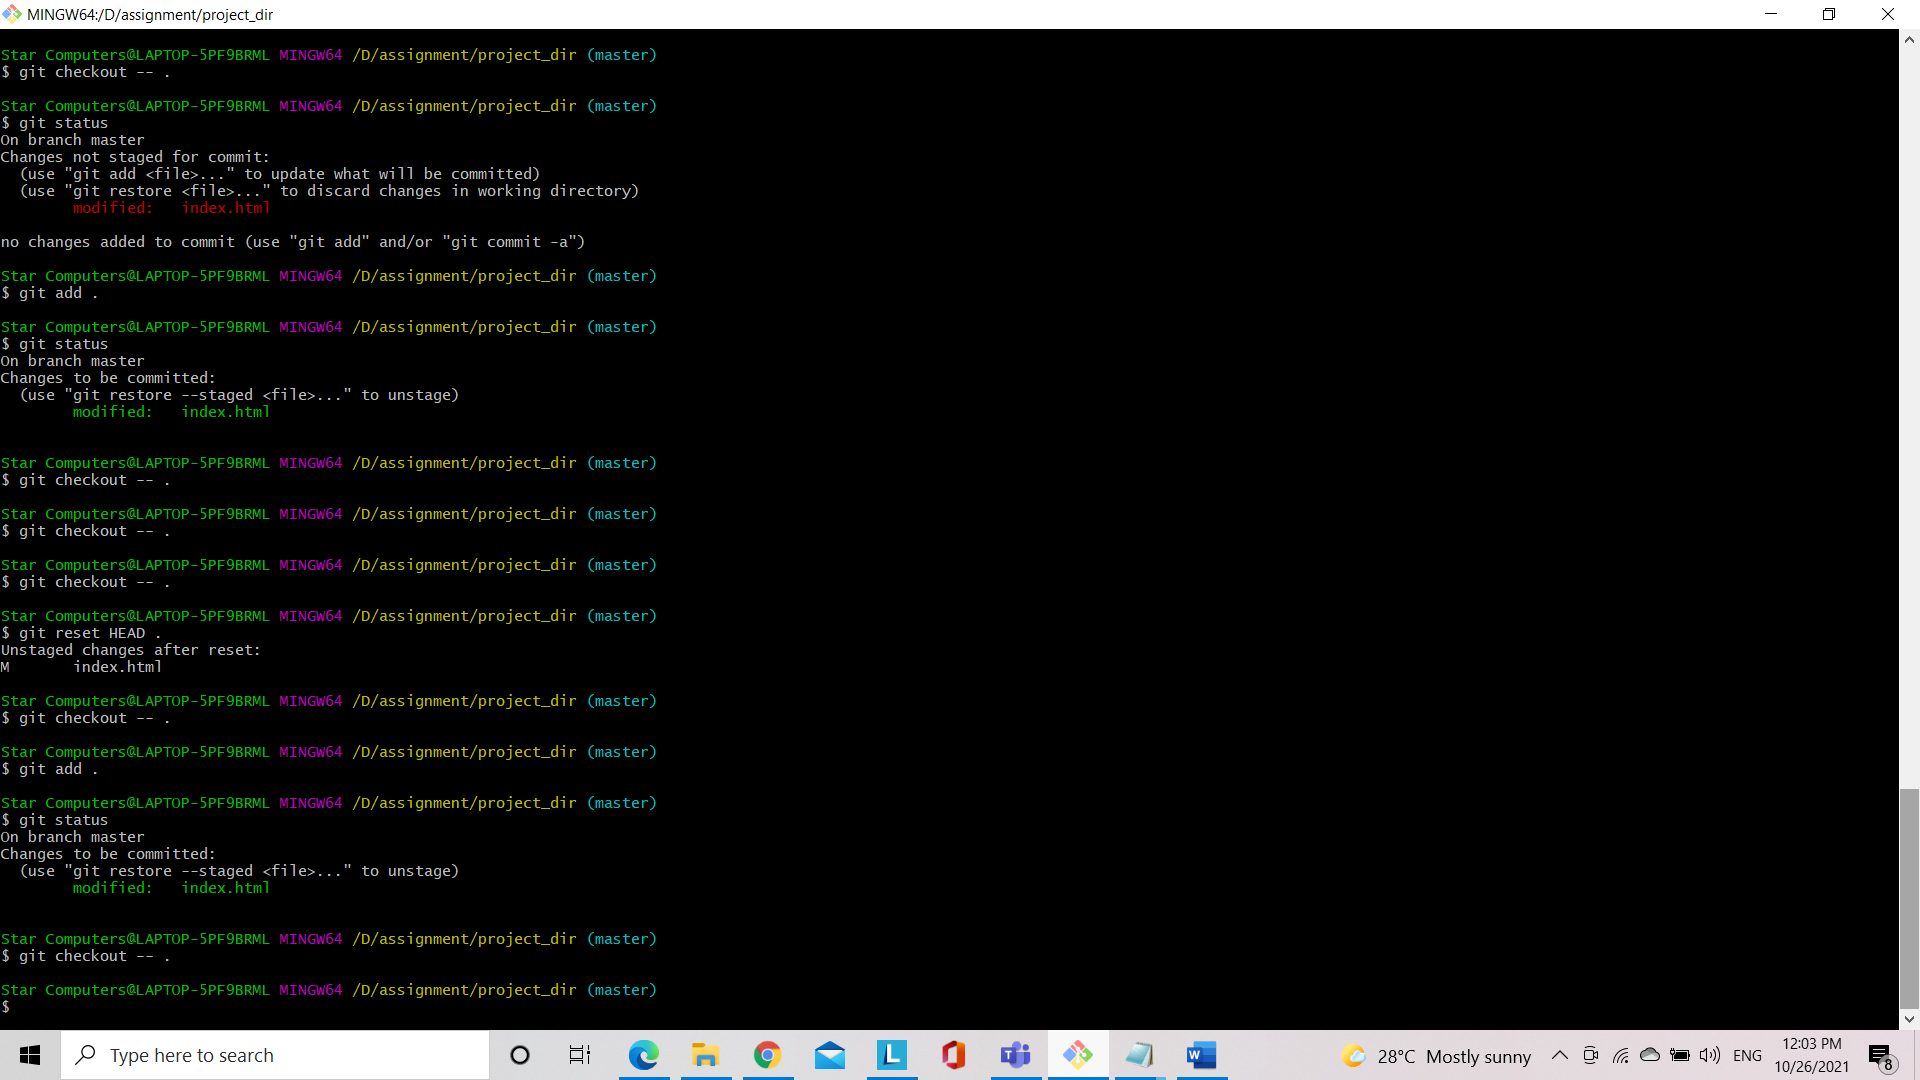 MINGW64:/D/assignment/project_dir
Star Computers@LAPTOP-5PF9BRML MINGW64 /D/assignment/project_dir (master)
$ git checkout -- .
Star Computers@LAPTOP-5PF9BRML MINGW64 /D/assignment/project_dir (master)
$ git status
On branch master
Changes not staged for commit:
  (use "git add <file>..." to update what will be committed)
  (use "git restore <file>..." to discard changes in working directory)
        modified:   index.html
no changes added to commit (use "git add" and/or "git commit -a")
Star Computers@LAPTOP-5PF9BRML MINGW64 /D/assignment/project_dir (master)
$ git add .
Star Computers@LAPTOP-5PF9BRML MINGW64 /D/assignment/project_dir (master)
$ git status
On branch master
Changes to be committed:
  (use "git restore --staged <file>..." to unstage)
        modified:   index.html
Star Computers@LAPTOP-5PF9BRML MINGW64 /D/assignment/project_dir (master)
$ git checkout -- .
Star Computers@LAPTOP-5PF9BRML MINGW64 /D/assignment/project_dir (master)
$ git checkout -- .
Star Computers@LAPTOP-5PF9BRML MINGW64 /D/assignment/project_dir (master)
$ git checkout -- .
Star Computers@LAPTOP-5PF9BRML MINGW64 /D/assignment/project_dir (master)
$ git reset HEAD .
Unstaged changes after reset:
M       index.html
Star Computers@LAPTOP-5PF9BRML MINGW64 /D/assignment/project_dir (master)
$ git checkout -- .
Star Computers@LAPTOP-5PF9BRML MINGW64 /D/assignment/project_dir (master)
$ git add .
Star Computers@LAPTOP-5PF9BRML MINGW64 /D/assignment/project_dir (master)
$ git status
On branch master
Changes to be committed:
  (use "git restore --staged <file>..." to unstage)
        modified:   index.html
Star Computers@LAPTOP-5PF9BRML MINGW64 /D/assignment/project_dir (master)
$ git checkout -- .
Star Computers@LAPTOP-5PF9BRML MINGW64 /D/assignment/project_dir (master)
$
Type here to search
28°C Mostly sunny
ENG
12:03 PM
10/26/2021
8